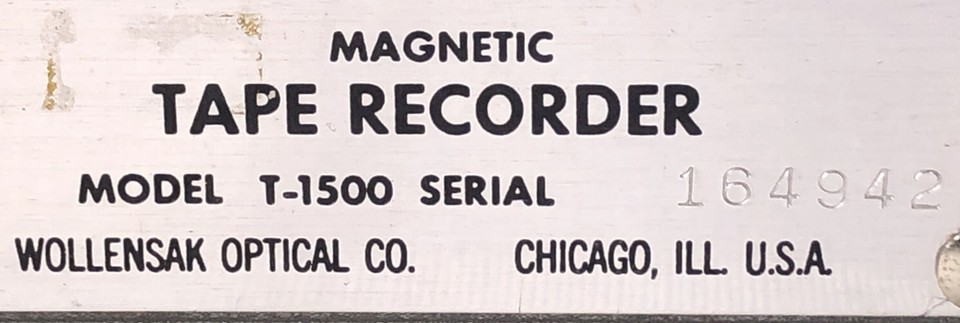 MAGNETIC
TAPE RECORDER
MODEL T-1500 SERIAL 164942
WOLLENSAK OPTICAL CO. CHICAGO, ILL. U.S.A.